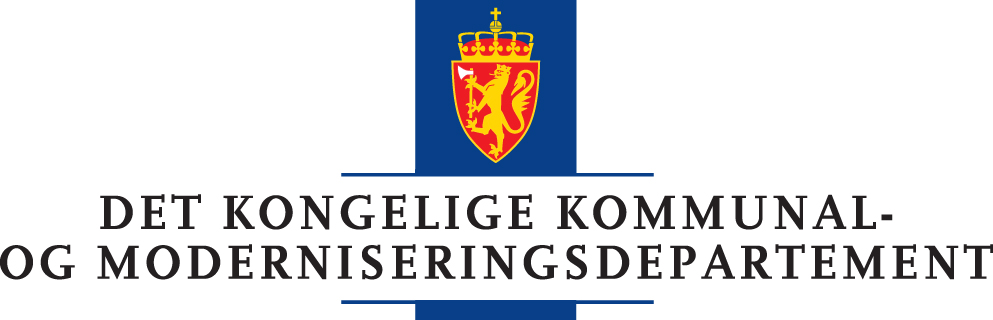 DET KONGELIGE KOMMUNAL-
OG MODERNISERINGSDEPARTEMENT